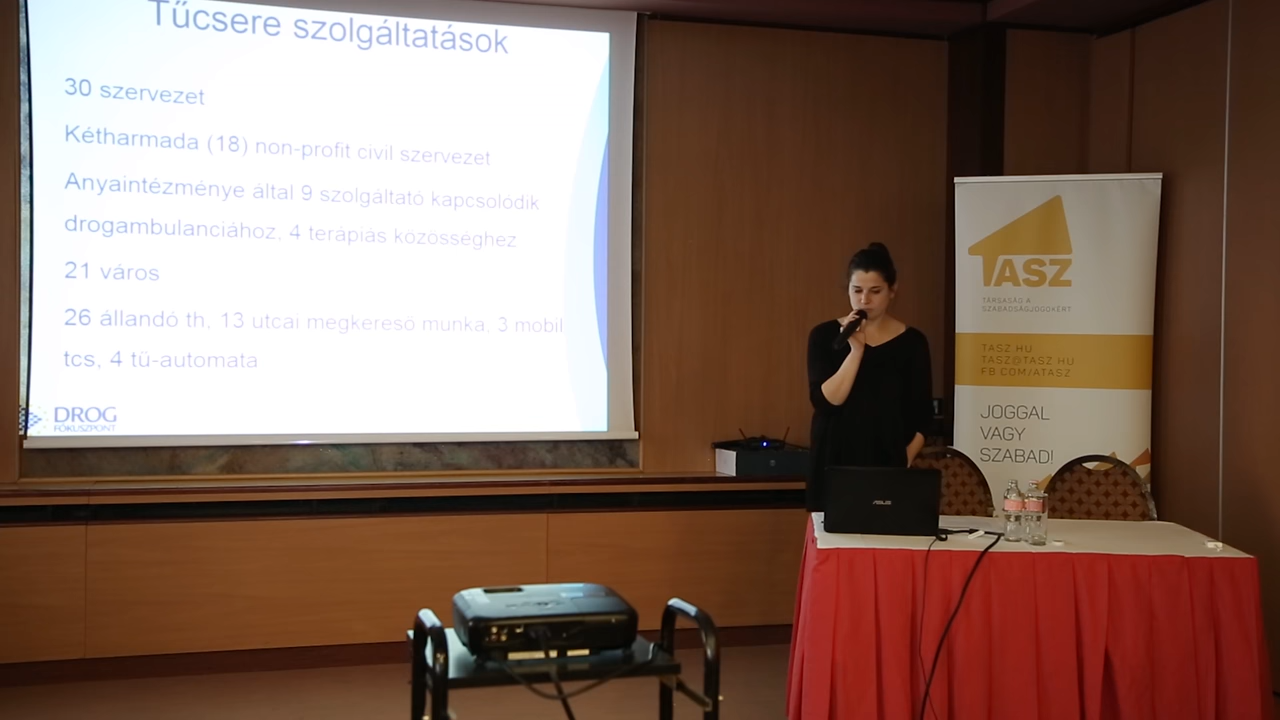 Tűcsere szolgáltatások
30 szervezet
Kétharmada (18) non-profit civil szervezet
Anyaintézménye által 9 szolgáltató kapcsolódik
drogambulanciához, 4 terápiás közösséghez
21 város
26 állandó th, 13 utcai megkereső munka, 3 mobil
tcs, 4 tű-automata
DROG
FÓKUSZPONT
TASZ
TÁRSASÁG A
SZABADSÁGJOGOKÉRT
TASZ.HU
TASZ@TASZ.HU
FB.COM/ATASZ
JOGGAL
VAGY
SZABAD!
ASUS